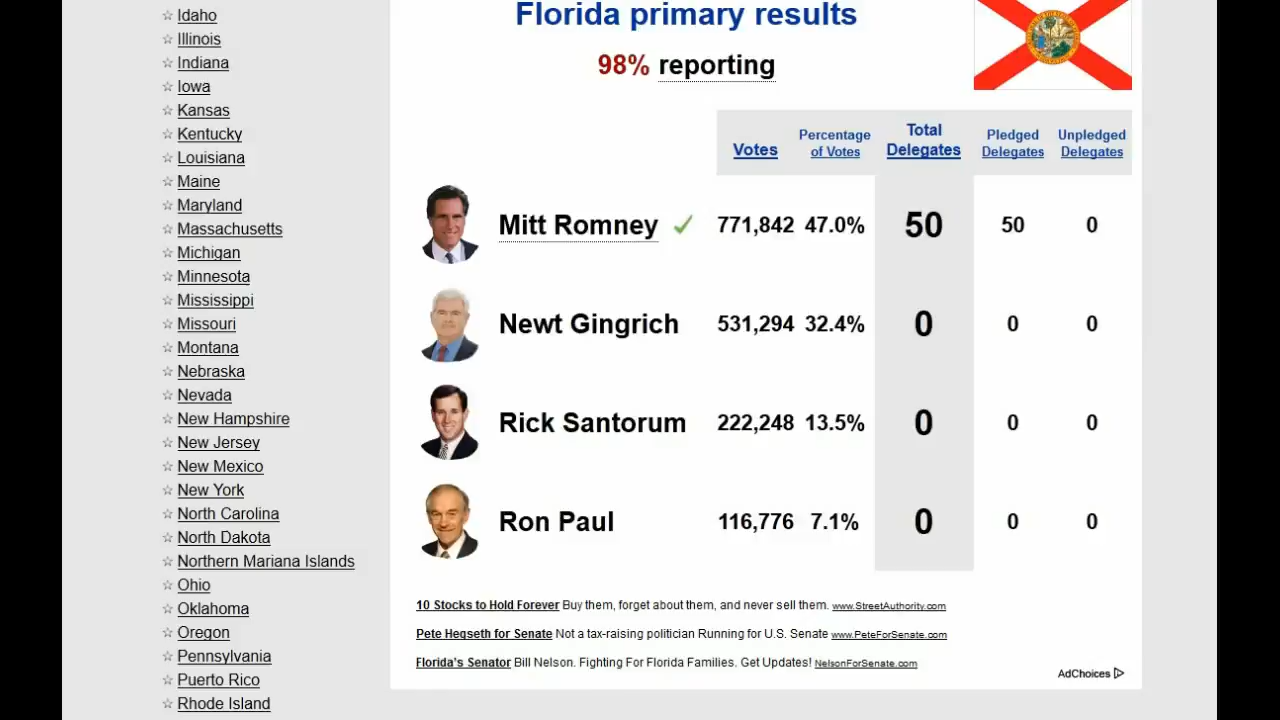 Idaho
Illinois
Indiana
Iowa
Kansas
Kentucky
Louisiana
Maine
Maryland
Massachusetts
Michigan
Minnesota
Mississippi
Missouri
Montana
Nebraska
Nevada
New Hampshire
New Jersey
New Mexico
New York
North Carolina
North Dakota
Northern Mariana Islands
Ohio
Oklahoma
Oregon
Pennsylvania
Puerto Rico
Rhode Island
Florida primary results
98% reporting
Votes Percentage of Votes Total Delegates Pledged Delegates Unpledged Delegates
Mitt Romney ✓ 771,842 47.0% 50 50 0
Newt Gingrich 531,294 32.4% 0 0 0
Rick Santorum 222,248 13.5% 0 0 0
Ron Paul 116,776 7.1% 0 0 0
10 Stocks to Hold Forever Buy them, forget about them, and never sell them. www.StreetAuthority.com
Pete Hegseth for Senate Not a tax-raising politician Running for U.S. Senate www.PeteForSenate.com
Florida's Senator Bill Nelson. Fighting For Florida Families. Get Updates! NelsonForSenate.com
AdChoices